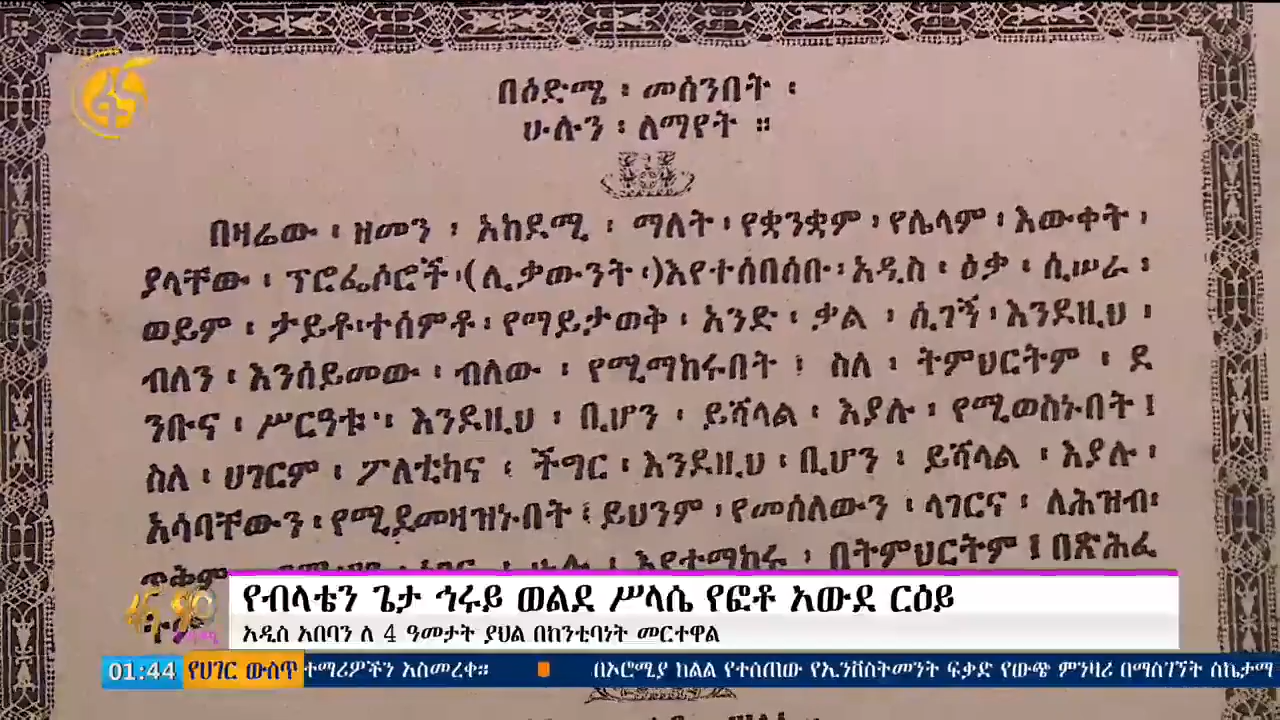 በዕድሜ ፡ መሰንበት ፡
ሁሉን ፡ ለማየት ።
በዛሬው ፡ ዘመን ፡ አከደሚ ፡ ማለት ፡ የቋንቋም ፡ የሌላም ፡ እውቀት ፡
ያላቸው ፡ ፕሮፌሶሮች ፡ (ሊቃውንት ፡) እየተሰበሰቡ ፡ አዲስ ፡ ዕቃ ፡ ሲሠራ ፡
ወይም ፡ ታይቶ ፡ ተሰምቶ ፡ የማይታወቅ ፡ አንድ ፡ ቃል ፡ ሲገኝ ፡ እንደዚህ ፡
ብለን ፡ እንሰይመው ፡ ብለው ፡ የሚማከሩበት ፤ ስለ ፡ ትምህርትም ፡ ደ
ንቡና ፡ ሥርዓቱ ፡ እንደዚህ ፡ ቢሆን ፡ ይሻላል ፡ እያሉ ፡ የሚወስኑበት ፤
ስለ ፡ ሀገርም ፡ ፖለቲካና ፡ ችግር ፡ እንደዚህ ፡ ቢሆን ፡ ይሻላል ፡ እያሉ ፡
አሳባቸውን ፡ የሚደመዛዝኑበት ፤ ይህንም ፡ የመሰለውን ፡ ላገርና ፡ ለሕዝብ ፡
እየተማከሩ ፡ በትምህርትም ፤ በጽሕፈ
የብላቴን ጌታ ኅሩይ ወልደ ሥላሴ የፎቶ አውደ ርዕይ
አዲስ አበባን ለ 4 ዓመታት ያህል በከንቲባነት መርተዋል
01:44 የሀገር ውስጥ ተማሪዎችን አስመረቀ። በኦሮሚያ ክልል የተሰጠው የኢንቨስትመንት ፍቃድ የውጭ ምንዛሪ በማስገኘት ስኬታማ